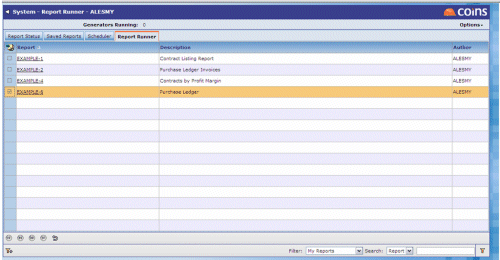 System - Report Runner - ALESMY
coins
Generators Running: 0
Options
Report Status Saved Reports Scheduler Report Runner
Report Description Author
EXAMPLE-1 Contract Listing Report ALESMY
EXAMPLE-2 Purchase Ledger Invoices ALESMY
EXAMPLE-4 Contracts by Profit Margin ALESMY
EXAMPLE-5 Purchase Ledger ALESMY
Filter: My Reports Search: Report